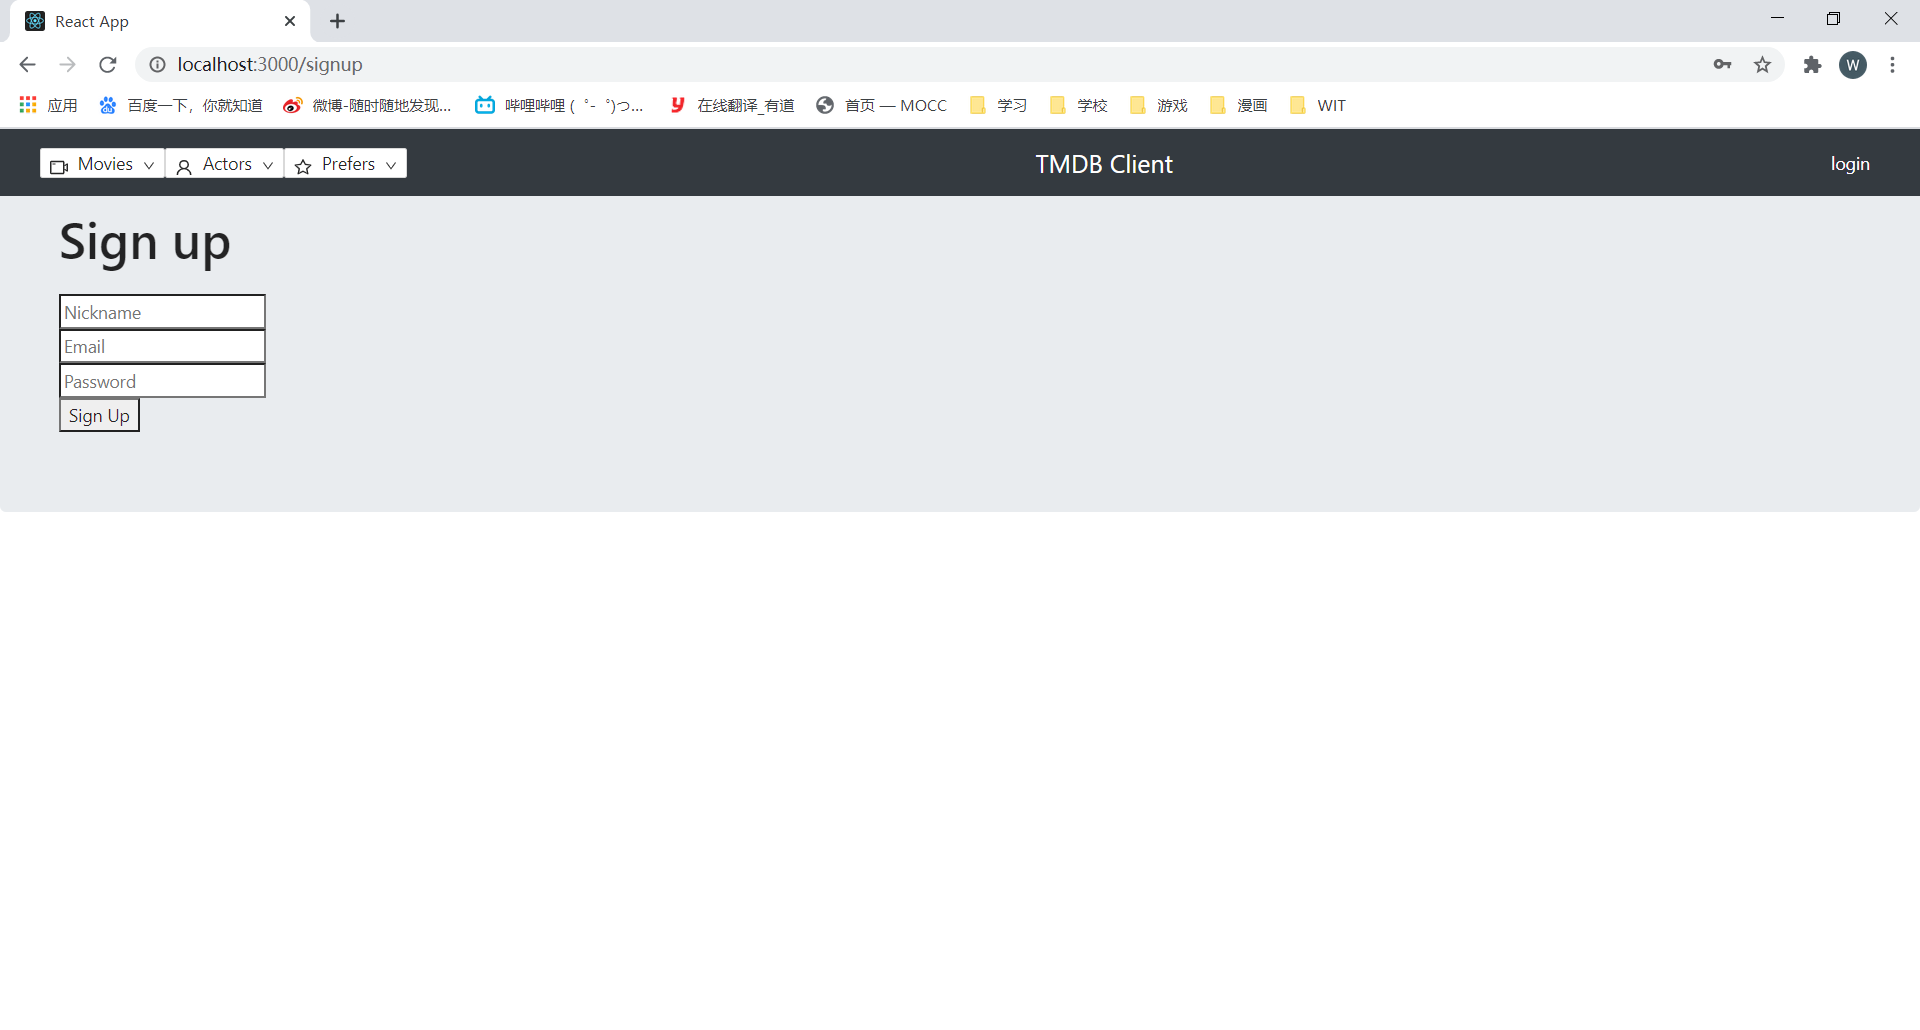 React App
localhost:3000/signup
W
应用 百度一下，你就知道 微博-随时随地发现... 哔哩哔哩 ( ゜- ゜)つ... 在线翻译_有道 首页 — MOCC 学习 学校 游戏 漫画 WIT
Movies Actors Prefers TMDB Client login
Sign up
Nickname
Email
Password
Sign Up